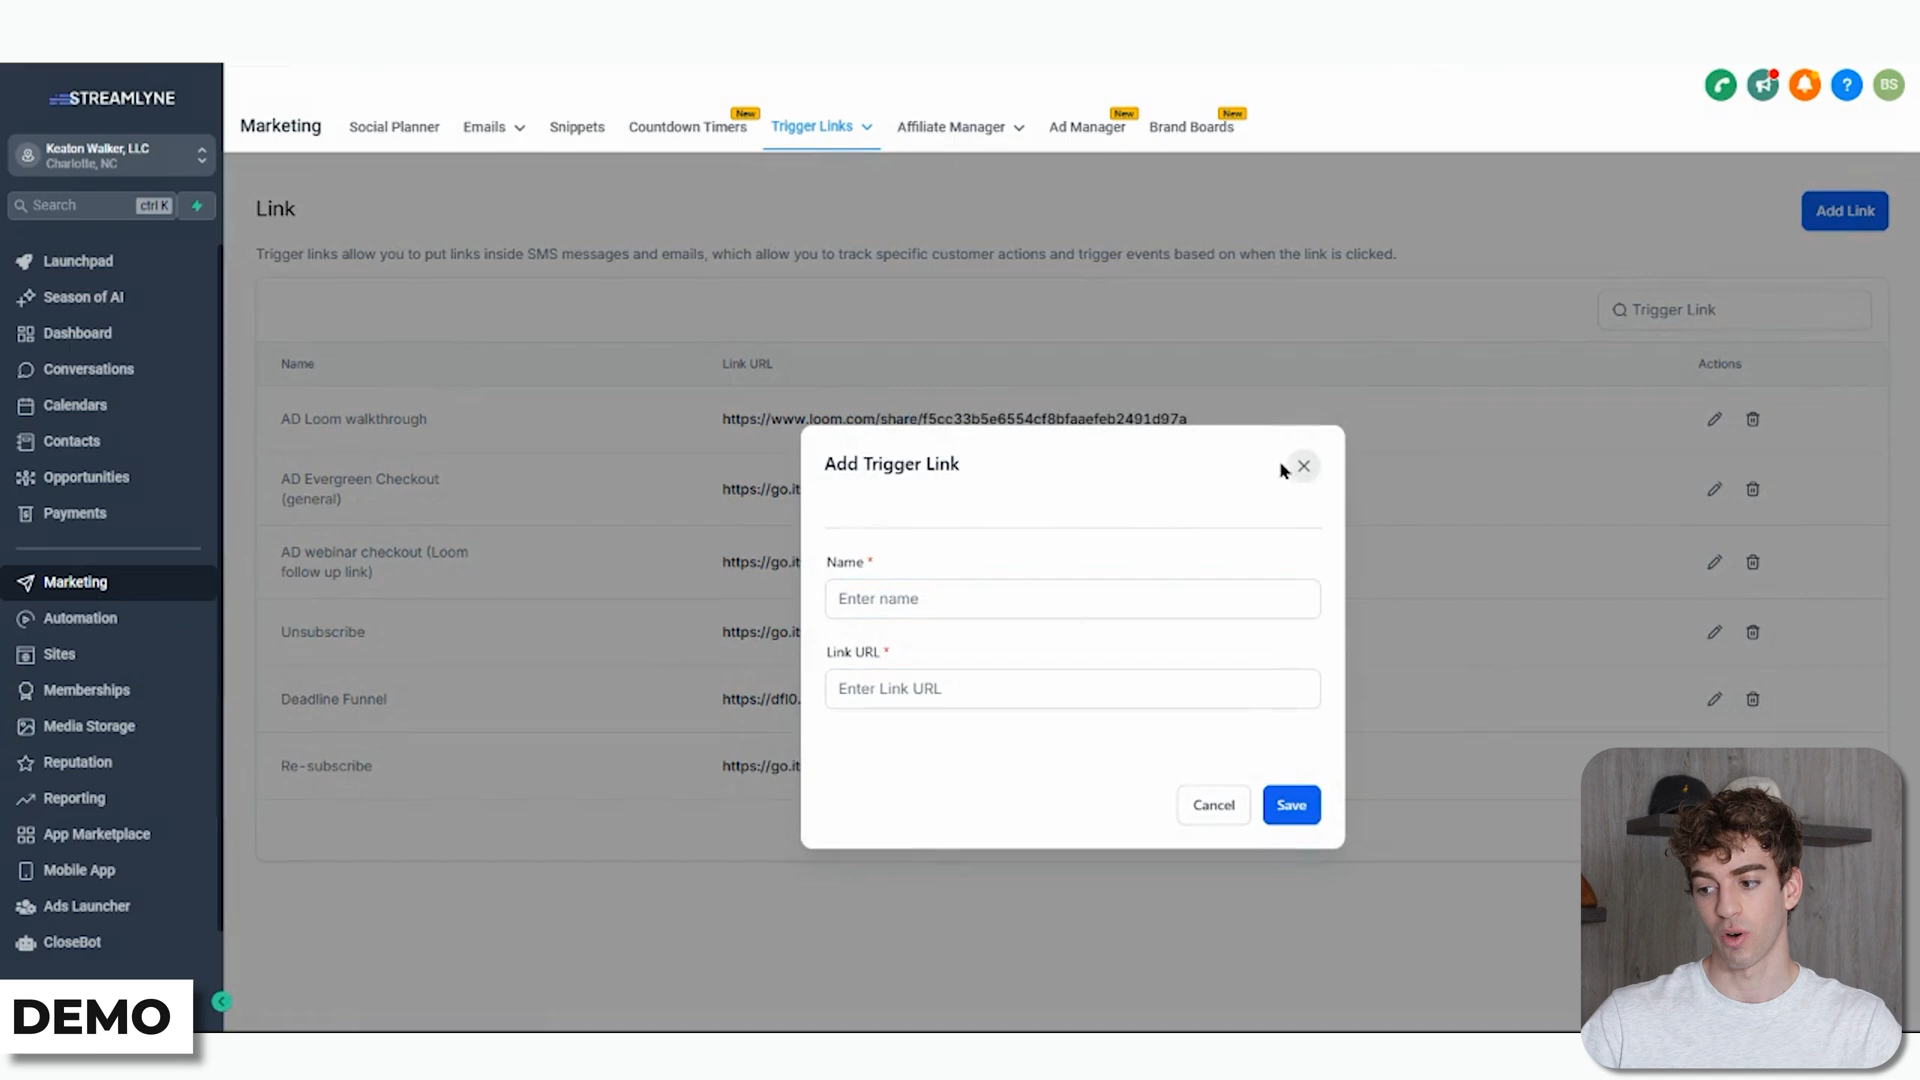 STREAMLYNE
Keaton Walker, LLC
Charlotte, NC
Search ctrl K
Launchpad
Season of AI
Dashboard
Conversations
Calendars
Contacts
Opportunities
Payments
Marketing
Automation
Sites
Memberships
Media Storage
Reputation
Reporting
App Marketplace
Mobile App
Ads Launcher
CloseBot
DEMO
Marketing Social Planner Emails Snippets Countdown Timers New Trigger Links Affiliate Manager Ad Manager New Brand Boards New
? BS
Link
Add Link
Trigger links allow you to put links inside SMS messages and emails, which allow you to track specific customer actions and trigger events based on when the link is clicked.
Trigger Link
Name Link URL Actions
AD Loom walkthrough https://www.loom.com/share/f5cc33b5e6554cf8bfaaefeb2491d97a
AD Evergreen Checkout
(general)
https://go.it
AD webinar checkout (Loom
follow up link)
https://go.it
Unsubscribe https://go.it
Deadline Funnel https://dfl0.
Re-subscribe https://go.it
Add Trigger Link
Name *
Enter name
Link URL *
Enter Link URL
Cancel Save